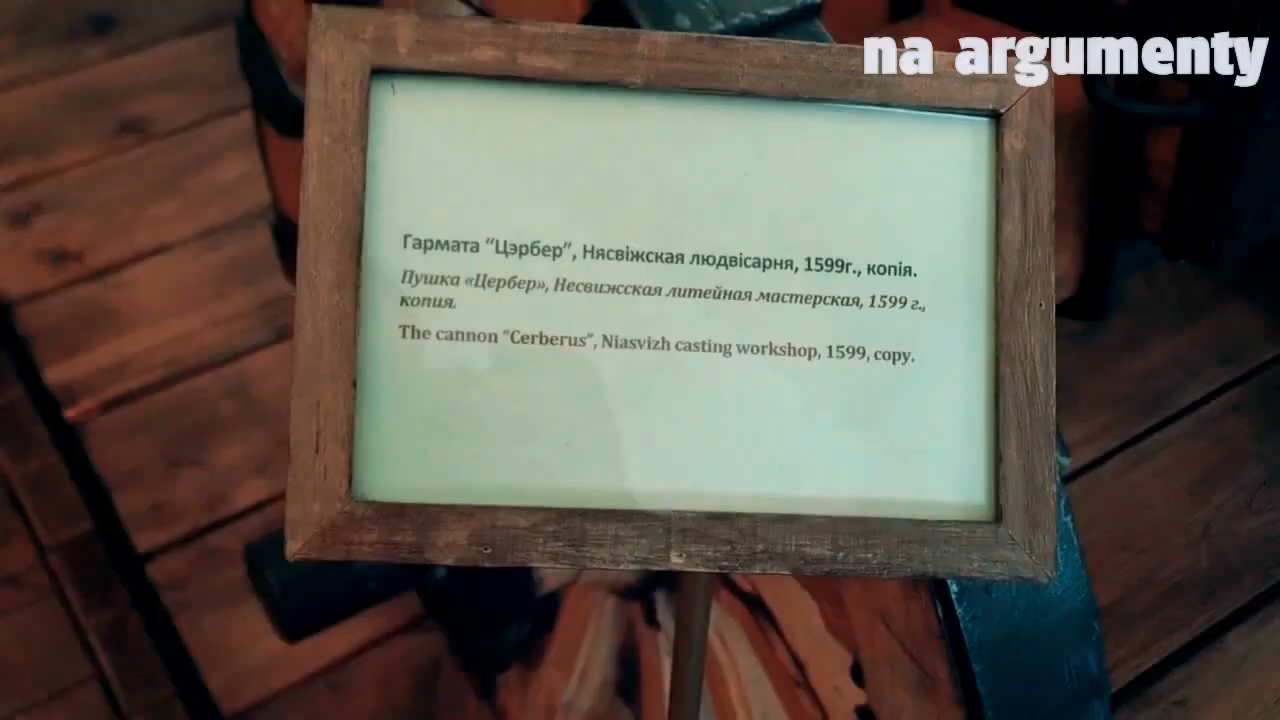 na argumenty
Гармата “Цэрбер”, Нясвіжская людвісарня, 1599г., копія.
Пушка «Цербер», Несвижсская литейная мастерская, 1599 г.,
копия.
The cannon “Cerberus”, Niasvizh casting workshop, 1599, copy.